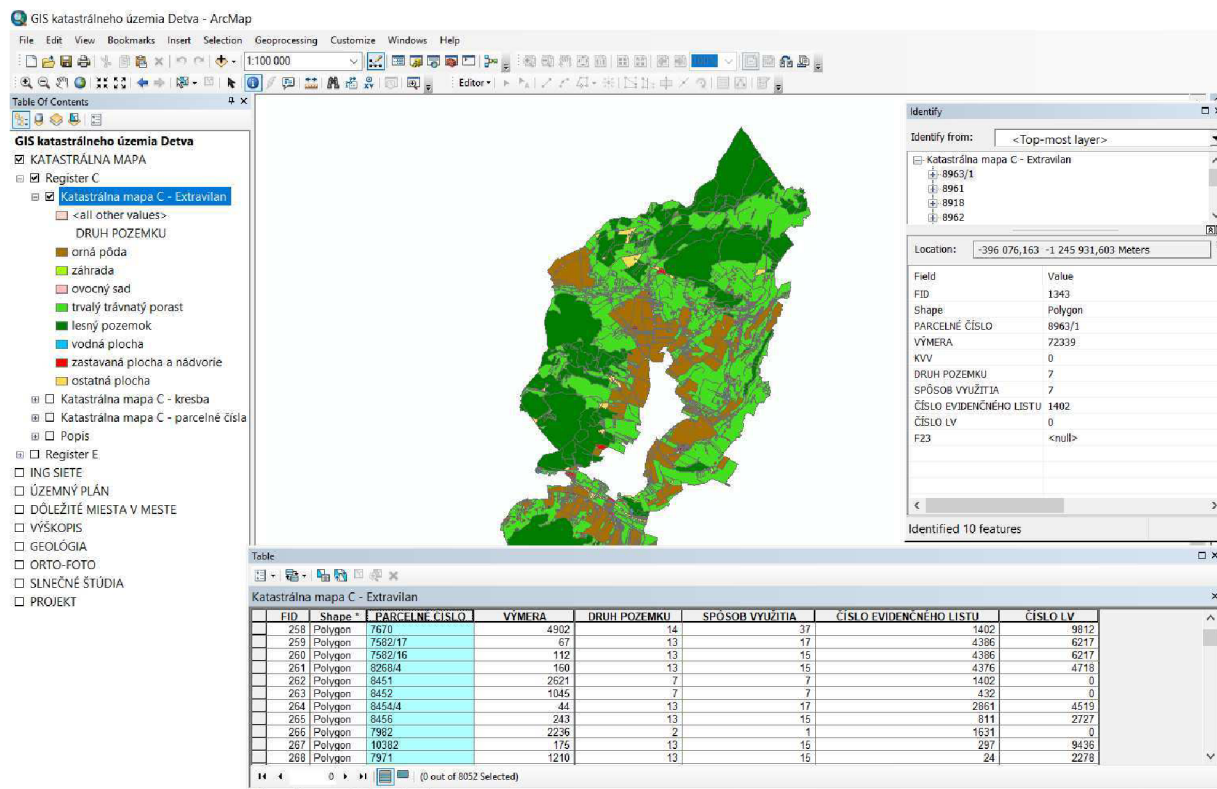 GIS katastrálneho územia Detva - ArcMap
File Edit View Bookmarks Insert Selection Geoprocessing Customize Windows Help
1:100 000
100%
Editor
Table Of Contents
GIS katastrálneho územia Detva
KATASTRÁLNA MAPA
Register C
Katastrálna mapa C - Extravilan
<all other values>
DRUH POZEMKU
orná pôda
záhrada
ovocný sad
trvalý trávnatý porast
lesný pozemok
vodná plocha
zastavaná plocha a nádvorie
ostatná plocha
Katastrálna mapa C - kresba
Katastrálna mapa C - parcelné čísla
Popis
Register E
ING SIETE
ÚZEMNÝ PLÁN
DÔLEŽITÉ MIESTA V MESTE
VÝŠKOPIS
GEOLÓGIA
ORTO-FOTO
SLNEČNÉ ŠTÚDIA
PROJEKT
Identify
Identify from: <Top-most layer>
Katastrálna mapa C - Extravilan
8963/1
8961
8918
8962
Location: -396 076,163 -1 245 931,603 Meters
Field Value
FID 1343
Shape Polygon
PARCELNÉ ČÍSLO 8963/1
VÝMERA 72339
KVV 0
DRUH POZEMKU 7
SPÔSOB VYUŽITIA 7
ČÍSLO EVIDENČNÉHO LISTU 1402
ČÍSLO LV 0
F23 <null>
Identified 10 features
Table
Katastrálna mapa C - Extravilan
FID Shape * PARCELNÉ ČÍSLO VÝMERA DRUH POZEMKU SPÔSOB VYUŽITIA ČÍSLO EVIDENČNÉHO LISTU ČÍSLO LV
258 Polygon 7670 4902 14 37 1402 9812
259 Polygon 7582/17 67 13 17 4386 6217
260 Polygon 7582/16 112 13 15 4386 6217
261 Polygon 8268/4 160 13 15 4376 4718
262 Polygon 8451 2621 7 7 1402 0
263 Polygon 8452 1045 7 7 432 0
264 Polygon 8454/4 44 13 17 2861 4519
265 Polygon 8456 243 13 15 811 2727
266 Polygon 7982 2236 2 1 1631 0
267 Polygon 10382 175 13 15 297 9436
268 Polygon 7971 1210 13 15 24 2278
0 (0 out of 8052 Selected)